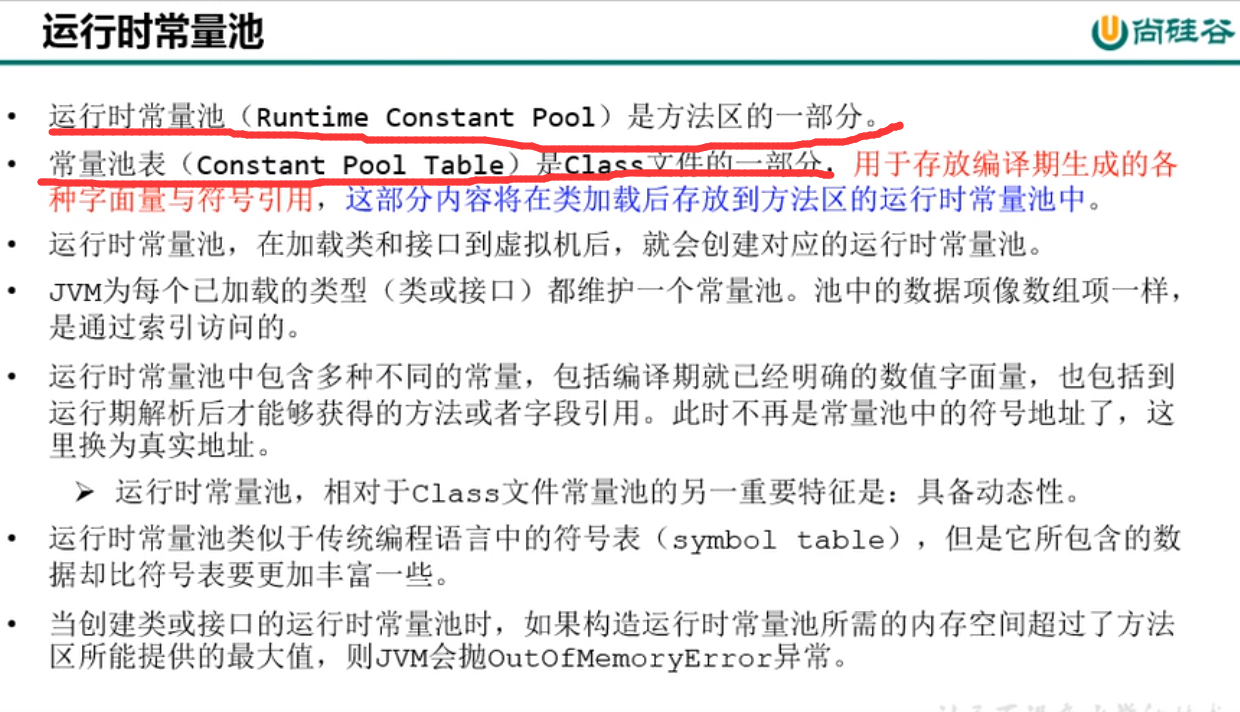 运行时常量池
尚硅谷
• 运行时常量池（Runtime Constant Pool）是方法区的一部分。
• 常量池表（Constant Pool Table）是Class文件的一部分，用于存放编译期生成的各
种字面量与符号引用，这部分内容将在类加载后存放到方法区的运行时常量池中。
• 运行时常量池，在加载类和接口到虚拟机后，就会创建对应的运行时常量池。
• JVM为每个已加载的类型（类或接口）都维护一个常量池。池中的数据项像数组项一样，
是通过索引访问的。
• 运行时常量池中包含多种不同的常量，包括编译期就已经明确的数值字面量，也包括到
运行期解析后才能够获得的方法或者字段引用。此时不再是常量池中的符号地址了，这
里换为真实地址。
➢ 运行时常量池，相对于Class文件常量池的另一重要特征是：具备动态性。
• 运行时常量池类似于传统编程语言中的符号表（symbol table），但是它所包含的数
据却比符号表要更加丰富一些。
• 当创建类或接口的运行时常量池时，如果构造运行时常量池所需的内存空间超过了方法
区所能提供的最大值，则JVM会抛OutOfMemoryError异常。